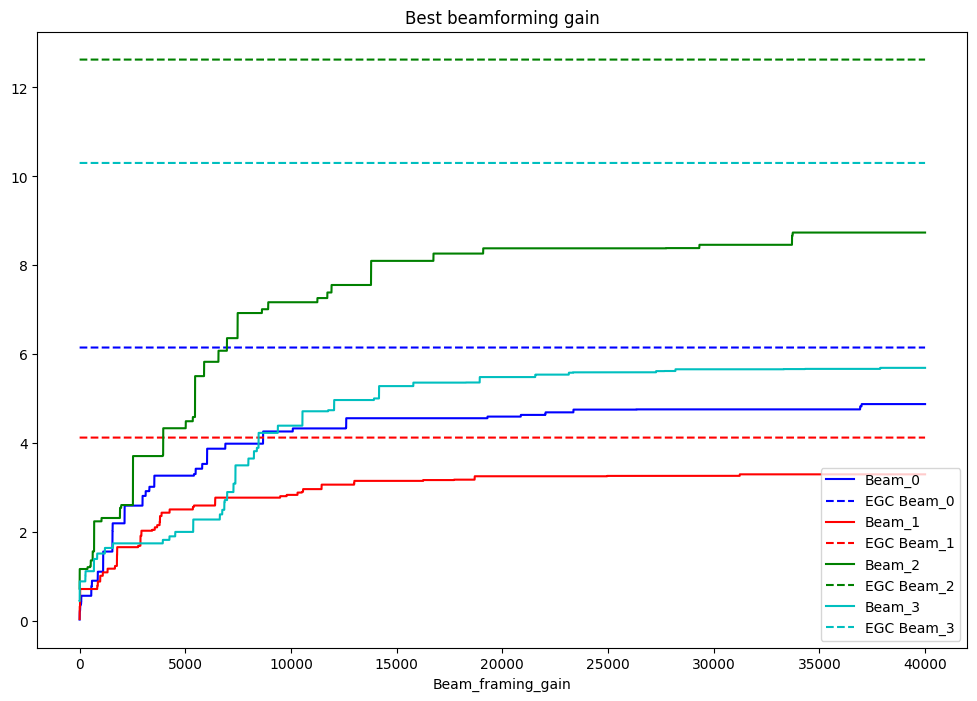 Best beamforming gain
12
10
8
6
4
2
0
0 5000 10000 15000 20000 25000 30000 35000 40000
Beam_framing_gain
Beam_0
EGC Beam_0
Beam_1
EGC Beam_1
Beam_2
EGC Beam_2
Beam_3
EGC Beam_3